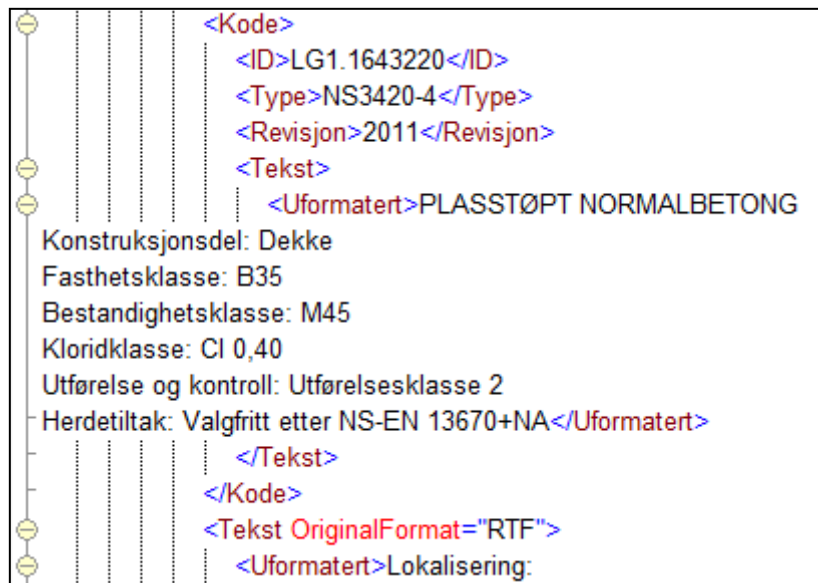 <Kode>
<ID>LG1.1643220</ID>
<Type>NS3420-4</Type>
<Revisjon>2011</Revisjon>
<Tekst>
<Uformatert>PLASSTØPT NORMALBETONG
Konstruksjonsdel: Dekke
Fasthetsklasse: B35
Bestandighetsklasse: M45
Kloridklasse: Cl 0,40
Utførelse og kontroll: Utførelsesklasse 2
Herdetiltak: Valgfritt etter NS-EN 13670+NA</Uformatert>
</Tekst>
</Kode>
<Tekst OriginalFormat="RTF">
<Uformatert>Lokalisering: